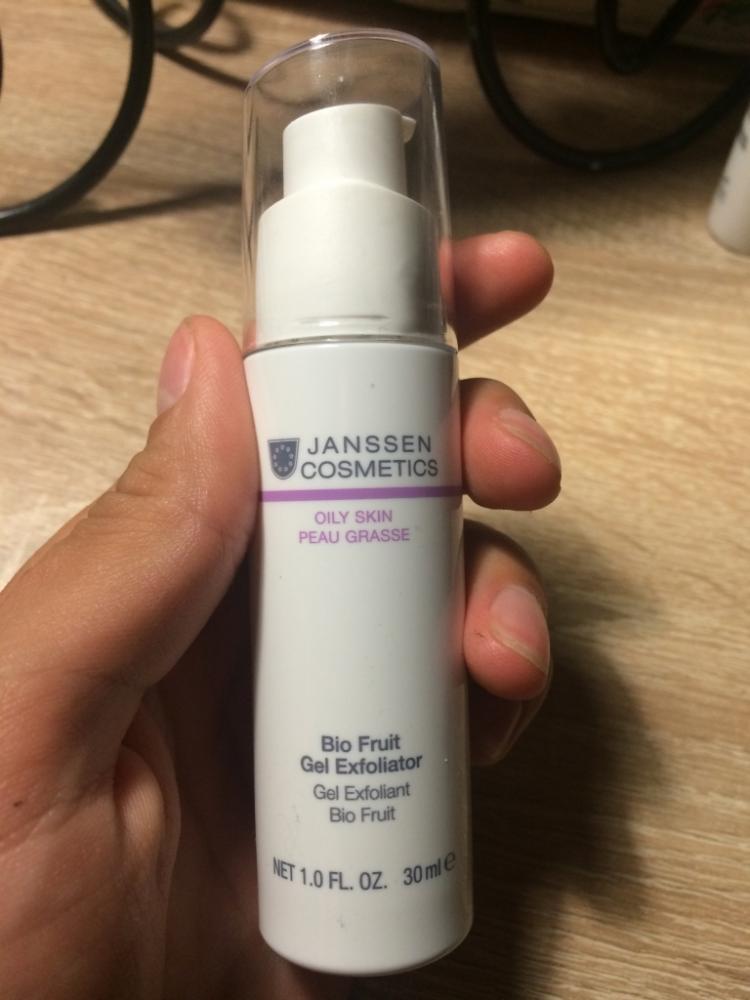 JANSSEN
COSMETICS
OILY SKIN
PEAU GRASSE
Bio Fruit
Gel Exfoliator
Gel Exfoliant
Bio Fruit
NET 1.0 FL. OZ. 30 ml ℮